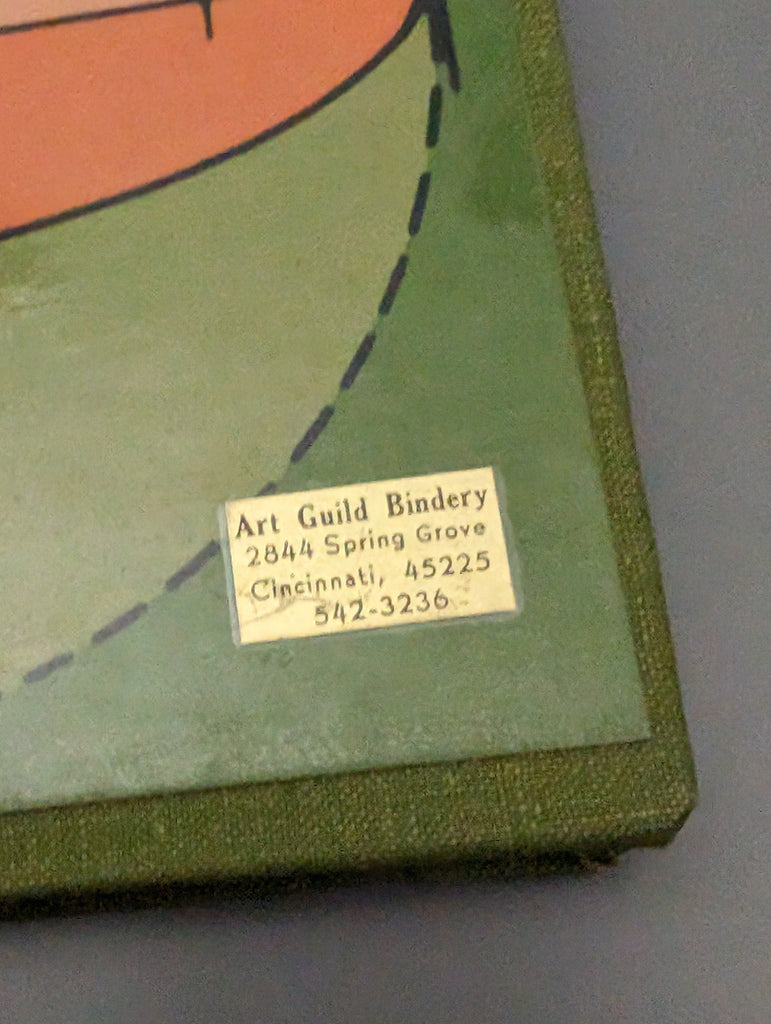 Art Guild Bindery
2844 Spring Grove
Cincinnati, 45225
542-3236